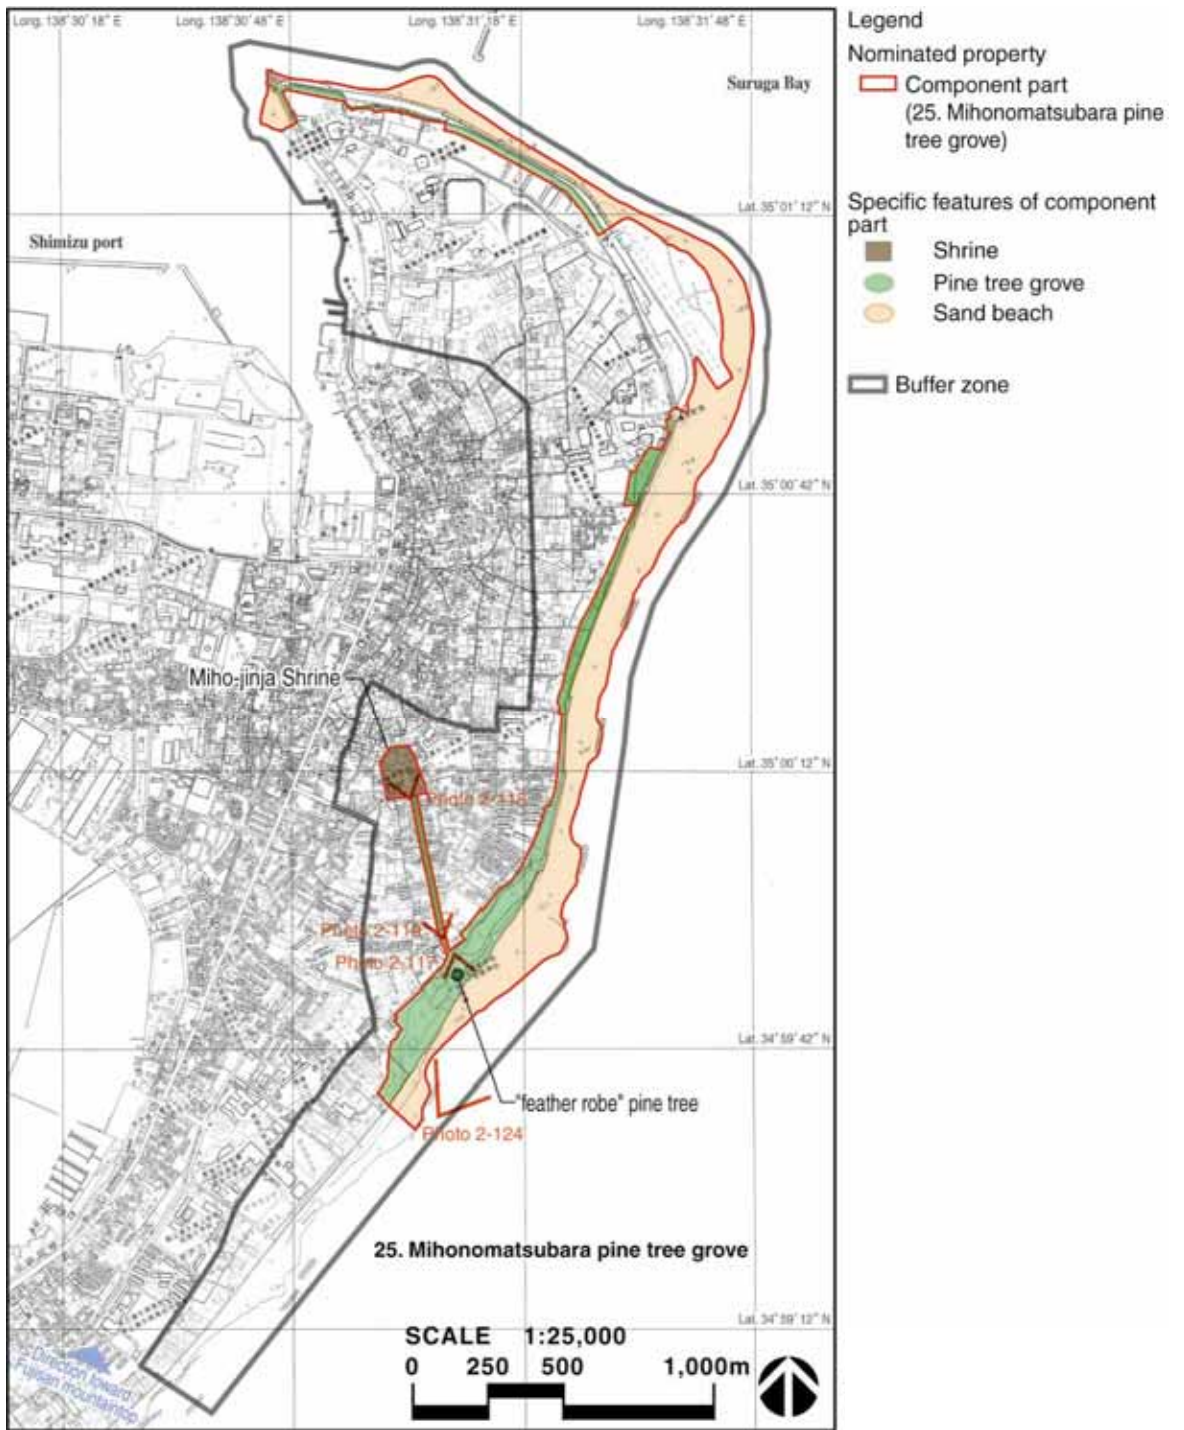 Long. 138°30'18" E
Long. 138°30'48" E
Long. 138°31'18" E
Long. 138°31'48" E
Suruga Bay
Lat. 35°01'12" N
Shimizu port
Lat. 35°00'42" N
Miho-jinja Shrine
Lat. 35°00'12" N
Photo 2-118
Photo 2-117
Lat. 34°59'42" N
"feather robe" pine tree
Photo 2-124
25. Mihonomatsubara pine tree grove
Lat. 34°59'12" N
SCALE 1:25,000
0 250 500 1,000m
Direction toward
Fujisan mountaintop
Legend
Nominated property
Component part
(25. Mihonomatsubara pine
tree grove)
Specific features of component
part
Shrine
Pine tree grove
Sand beach
Buffer zone